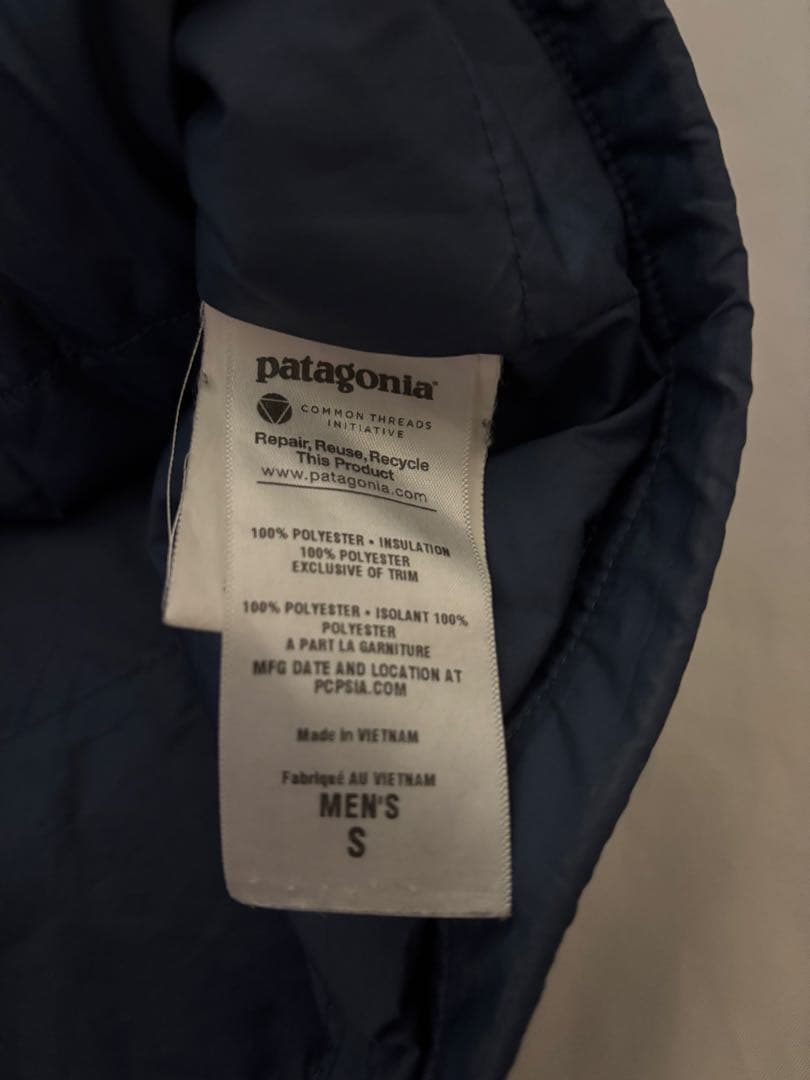 patagonia®
COMMON THREADS
INITIATIVE
Repair, Reuse, Recycle
This Product
www.patagonia.com
100% POLYESTER • INSULATION
100% POLYESTER
EXCLUSIVE OF TRIM
100% POLYESTER • ISOLANT 100%
POLYESTER
A PART LA GARNITURE
MFG DATE AND LOCATION AT
PCPSIA.COM
Made in VIETNAM
Fabriqué AU VIETNAM
MEN'S
S